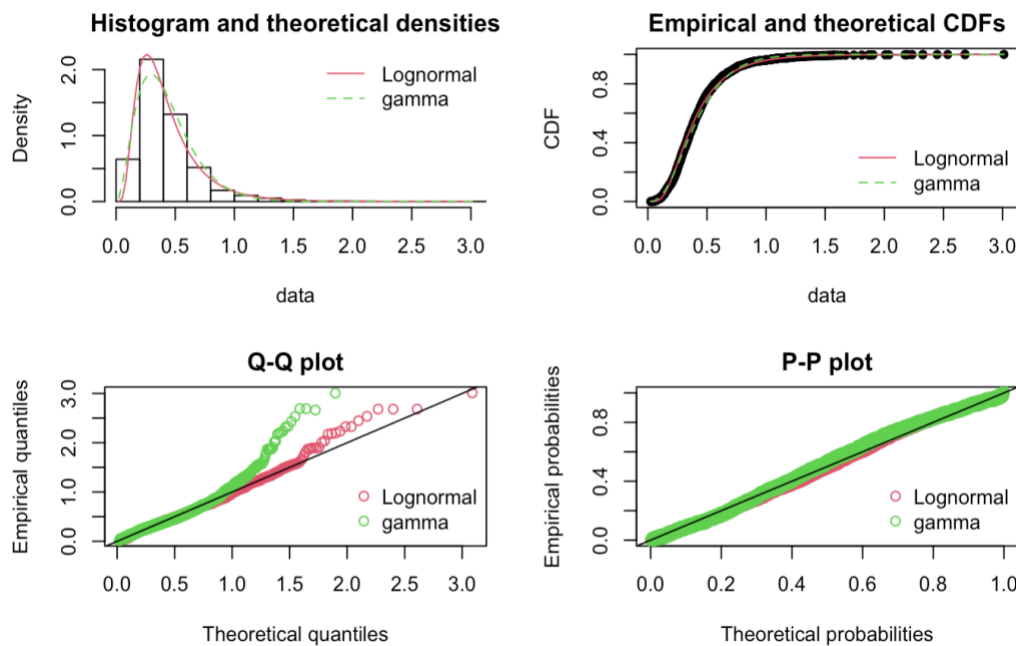 Histogram and theoretical densities
Density
0.0 1.0 2.0
Lognormal
gamma
0.0 0.5 1.0 1.5 2.0 2.5 3.0
data
Empirical and theoretical CDFs
CDF
0.0 0.4 0.8
Lognormal
gamma
0.0 0.5 1.0 1.5 2.0 2.5 3.0
data
Q-Q plot
Empirical quantiles
0.0 1.0 2.0 3.0
Lognormal
gamma
0.0 0.5 1.0 1.5 2.0 2.5 3.0
Theoretical quantiles
P-P plot
Empirical probabilities
0.0 0.4 0.8
Lognormal
gamma
0.0 0.2 0.4 0.6 0.8 1.0
Theoretical probabilities